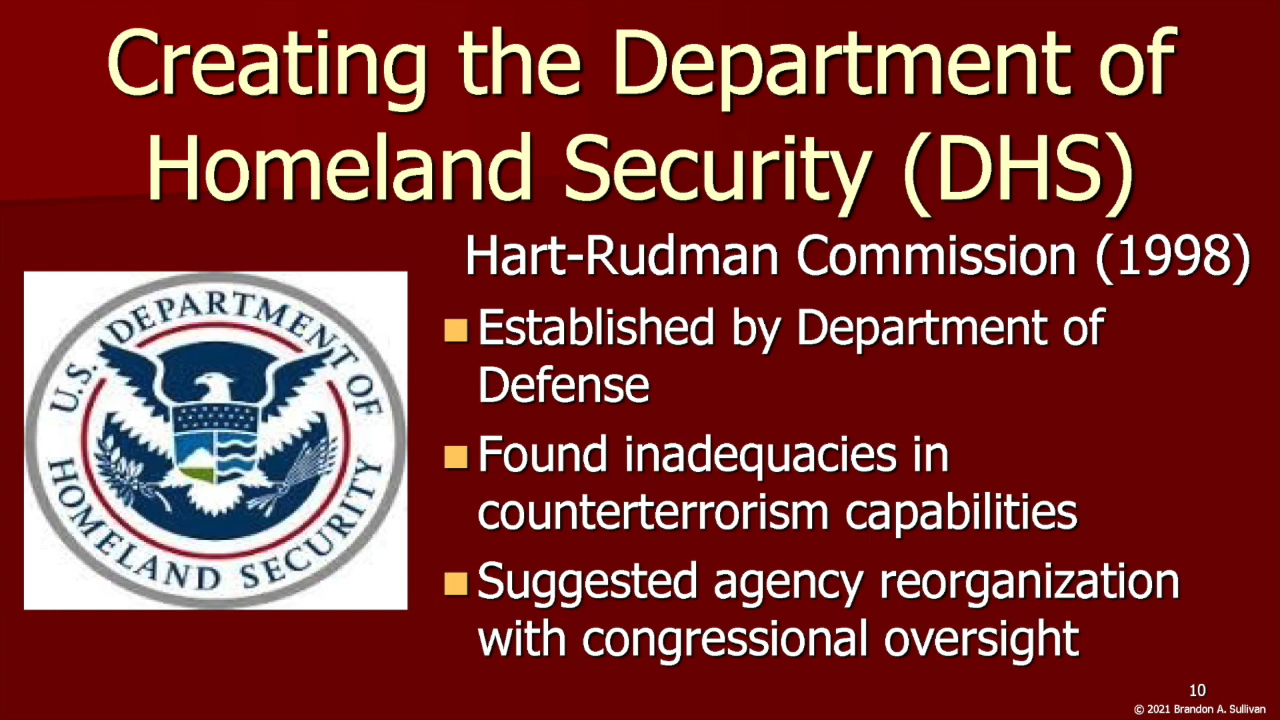 Creating the Department of
Homeland Security (DHS)
Hart-Rudman Commission (1998)
Established by Department of
Defense
Found inadequacies in
counterterrorism capabilities
Suggested agency reorganization
with congressional oversight
U.S. DEPARTMENT OF
HOMELAND SECURITY
10
© 2021 Brandon A. Sullivan